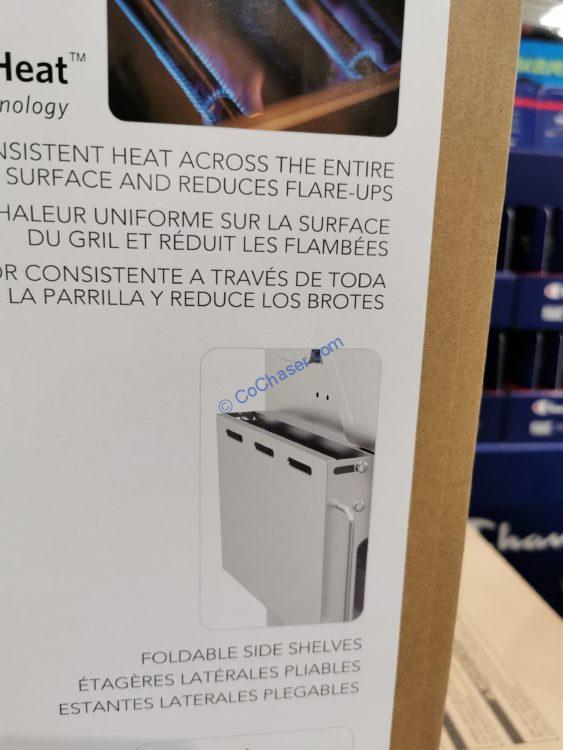 Heat™
nology
NSISTENT HEAT ACROSS THE ENTIRE
SURFACE AND REDUCES FLARE-UPS
HALEUR UNIFORME SUR LA SURFACE
DU GRIL ET RÉDUIT LES FLAMBÉES
OR CONSISTENTE A TRAVÉS DE TODA
LA PARRILLA Y REDUCE LOS BROTES
© CoChaser.com
FOLDABLE SIDE SHELVES
ÉTAGÈRES LATÉRALES PLIABLES
ESTANTES LATERALES PLEGABLES
Cham